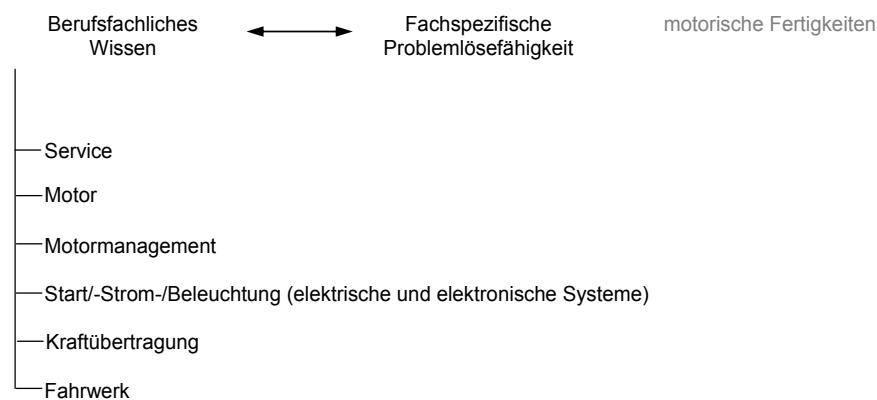 Berufsfachliches
Wissen
Fachspezifische
Problemlösefähigkeit
motorische Fertigkeiten
Service
Motor
Motormanagement
Start/-Strom-/Beleuchtung (elektrische und elektronische Systeme)
Kraftübertragung
Fahrwerk